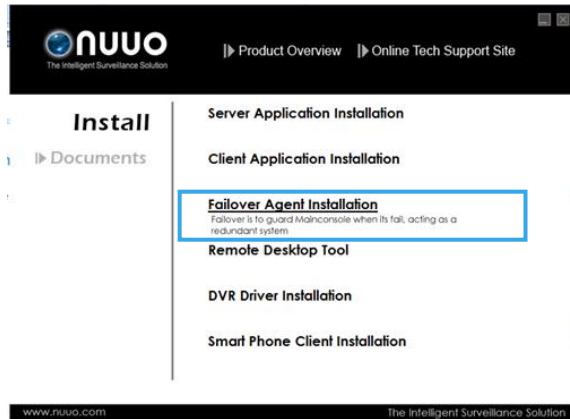 nuuo
The Intelligent Surveillance Solution
Product Overview
Online Tech Support Site
Install
Documents
Server Application Installation
Client Application Installation
Failover Agent Installation
Failover is to guard Mainconsole when its fail, acting as a
redundant system
Remote Desktop Tool
DVR Driver Installation
Smart Phone Client Installation
www.nuuo.com
The Intelligent Surveillance Solution